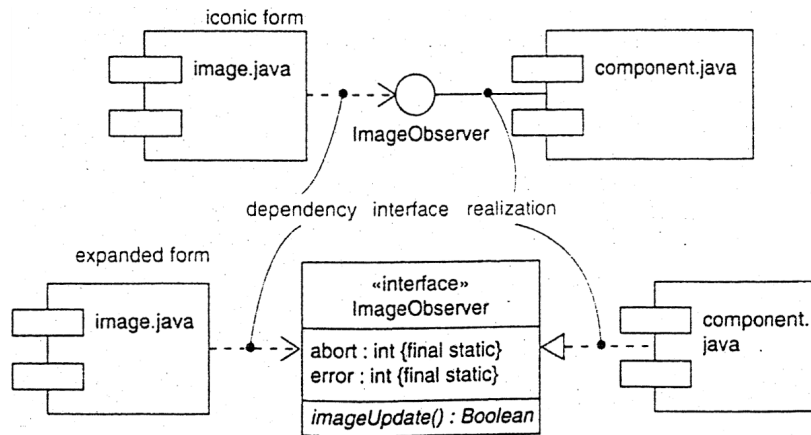 iconic form
image.java
component.java
ImageObserver
dependency interface realization
expanded form
image.java
«interface»
ImageObserver
abort : int {final static}
error : int {final static}
imageUpdate() : Boolean
component.
java